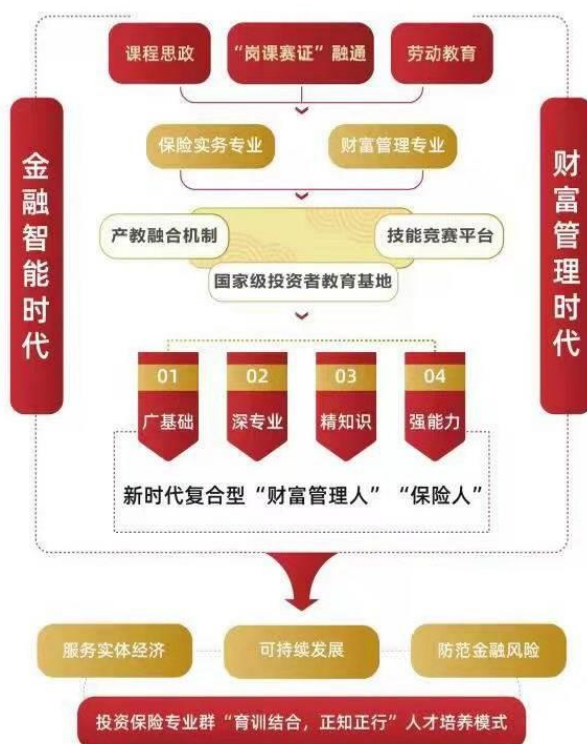 课程思政
“岗课赛证”融通
劳动教育
金融智能时代
财富管理时代
保险实务专业
财富管理专业
产教融合机制
技能竞赛平台
国家级投资者教育基地
01
02
03
04
广基础
深专业
精知识
强能力
新时代复合型“财富管理人”“保险人”
服务实体经济
可持续发展
防范金融风险
投资保险专业群“育训结合，正知正行”人才培养模式